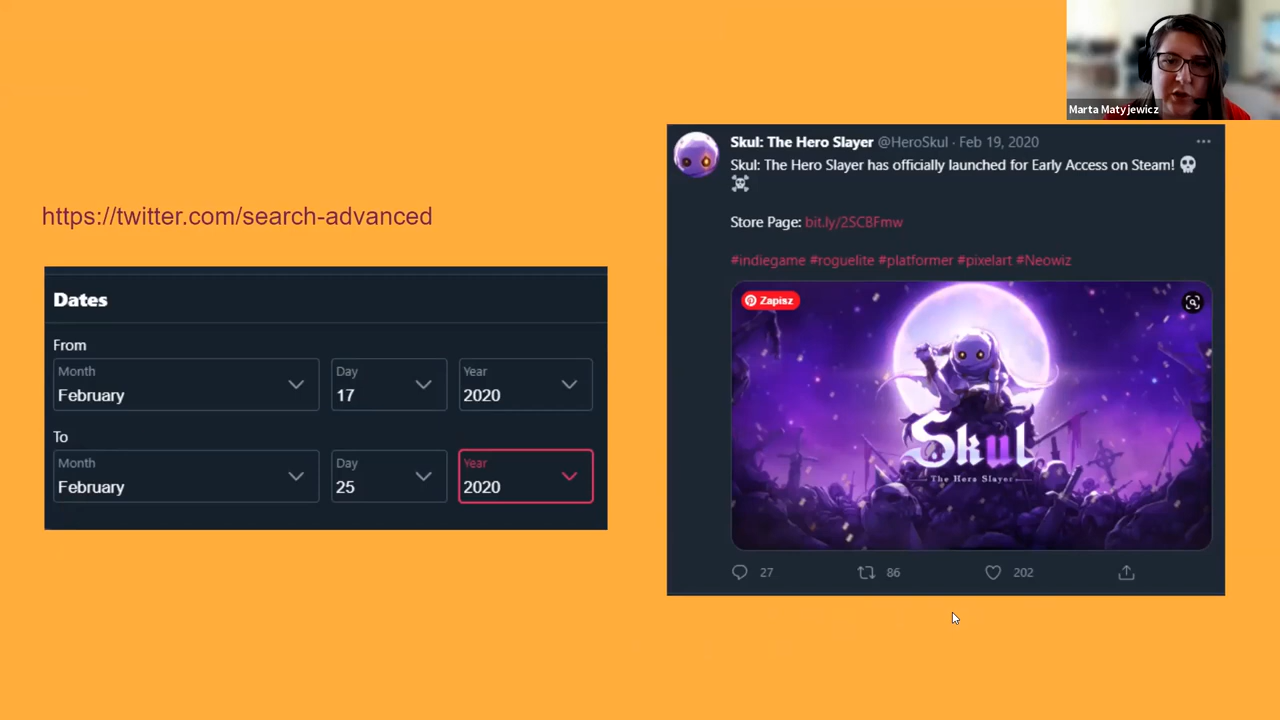 Marta Matyjewicz
https://twitter.com/search-advanced
Dates
From
Month
February
Day
17
Year
2020
To
Month
February
Day
25
Year
2020
Skul: The Hero Slayer @HeroSkul · Feb 19, 2020
Skul: The Hero Slayer has officially launched for Early Access on Steam! 💀
☠
Store Page: bit.ly/2SCBFmw
#indiegame #roguelite #platformer #pixelart #Neowiz
Zapisz
Skul
The Hero Slayer
27
86
202